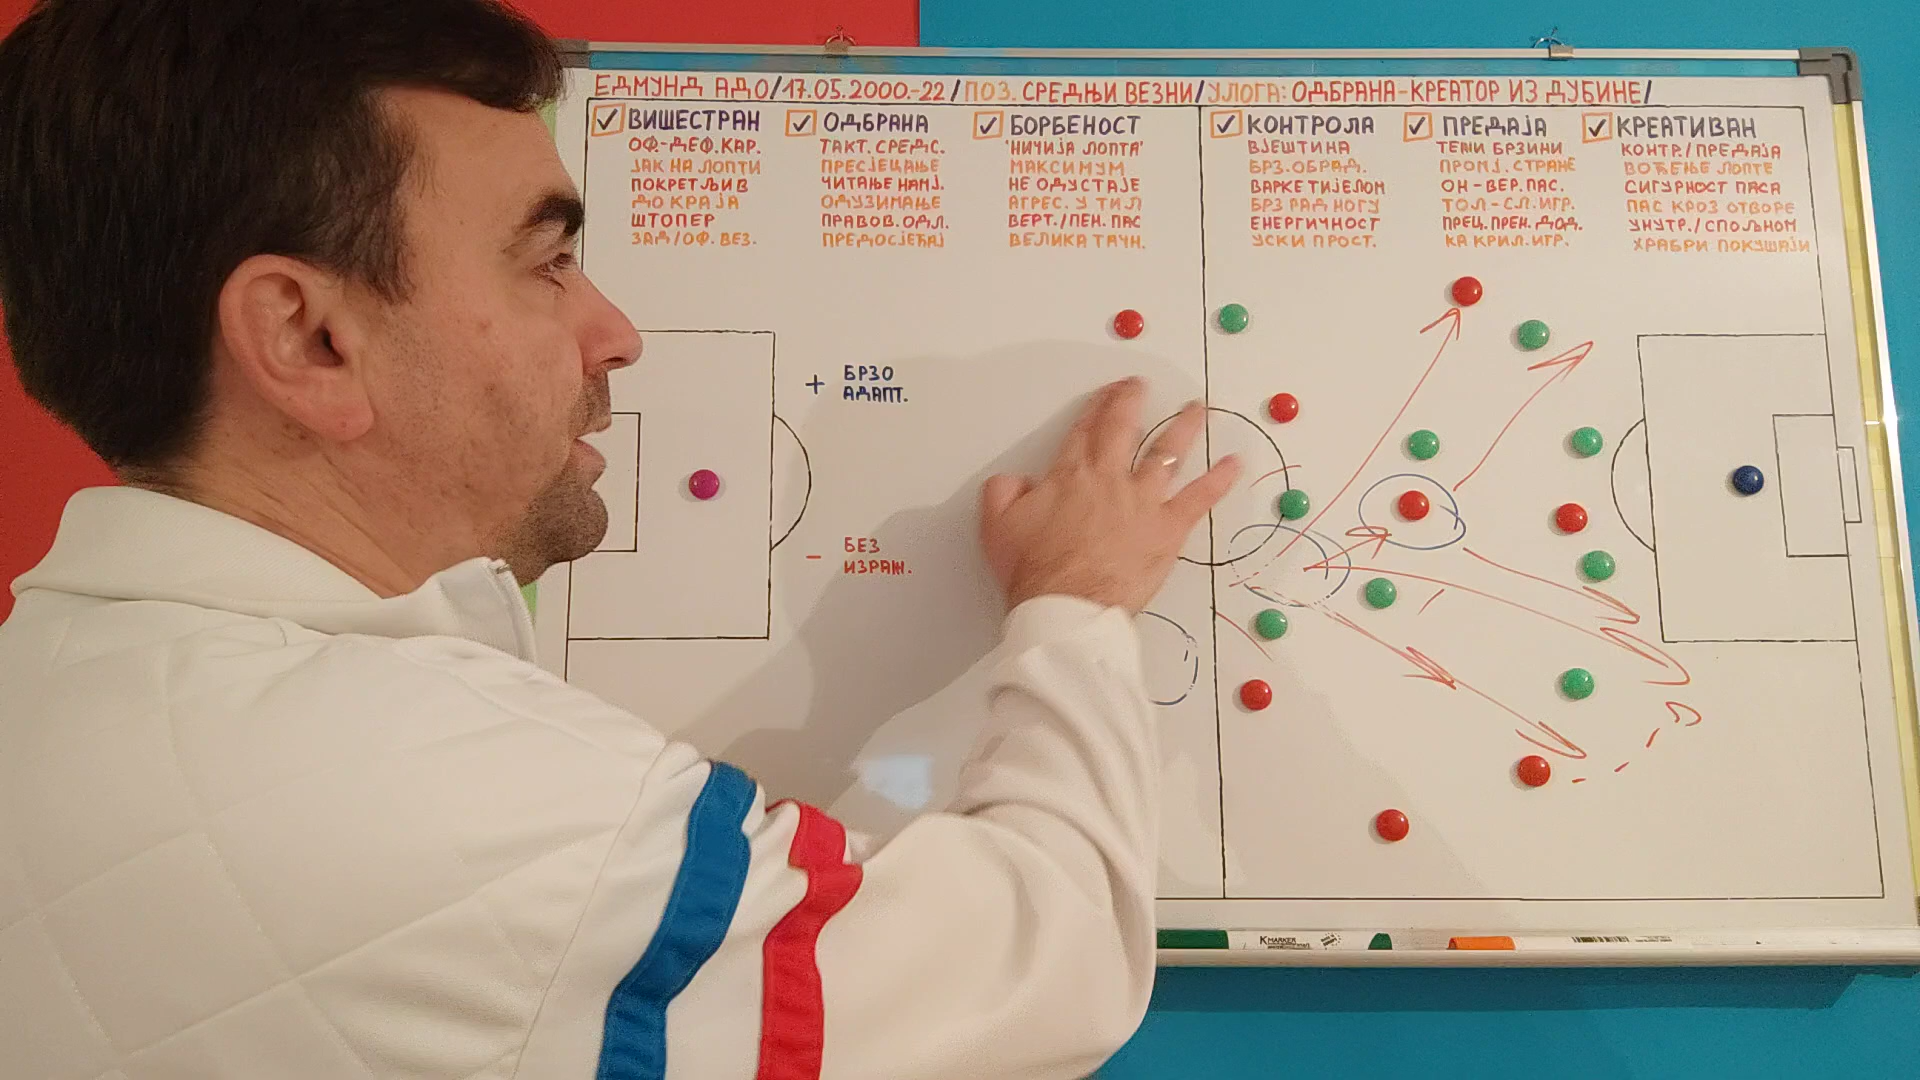 ЕДМУНД АДО/17.05.2000.-22/ПОЗ. СРЕДЊИ ВЕЗНИ/УЛОГА: ОДБРАНА-КРЕАТОР ИЗ ДУБИНЕ/
ВИШЕСТРАН
ОФ-ДЕФ.КАР.
ЈАК НА ЛОПТИ
ПОКРЕТЉИВ
ДО КРАЈА
ШТОПЕР
ЗАД/ОФ. ВЕЗ.
ОДБРАНА
ТАКТ. СРЕДС.
ПРЕСЈЕЦАЊЕ
ЧИТАЊЕ НАМЈ.
ОДУЗИМАЊЕ
ПРАВОВ. ОДЛ.
ПРЕДОСЈЕЋАЈ
БОРБЕНОСТ
'НИЧИЈА ЛОПТА'
МАКСИМУМ
НЕ ОДУСТАЈЕ
АГРЕС. У ТИЛ
ВЕРТ./ПЕН. ПАС
ВЕЛИКА ТАЧН.
КОНТРОЛА
ВЈЕШТИНА
БРЗ. ОБРАД.
ВАРКЕ ТИЈЕЛОМ
БРЗ РАД НОГУ
ЕНЕРГИЧНОСТ
УСКИ ПРОСТ.
ПРЕДАЈА
ТЕМИ БРЗИНИ
ПРОМЈ. СТРАНЕ
ОН-ВЕР. ПАС.
ТОЛ-СЛ. ИГР.
ПРЕЦ. ПРЕН. ДОД.
КА КРИЛ. ИГР.
КРЕАТИВАН
КОНТР./ПРЕДАЈА
ВОЂЕЊЕ ЛОПТЕ
СИГУРНОСТ ПАСА
ПАС КРОЗ ОТВОРЕ
УНУТР./СПОЉНОМ
ХРАБРИ ПОКУШАЈИ
+ БРЗО
АДАПТ.
- БЕЗ
ИЗРАЖ.
K MARKER